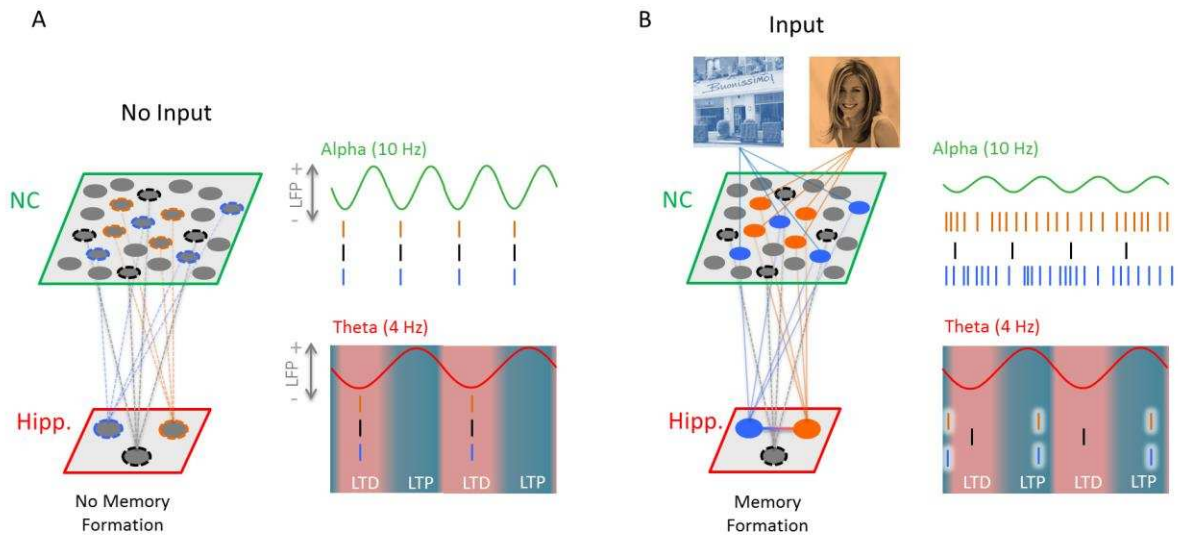 A
No Input
NC
Alpha (10 Hz)
+
LFP
-
Theta (4 Hz)
+
LFP
-
LTD
LTP
LTD
LTP
Hipp.
No Memory
Formation
B
Input
Buonissimo!
NC
Alpha (10 Hz)
Theta (4 Hz)
LTD
LTP
LTD
LTP
Hipp.
Memory
Formation